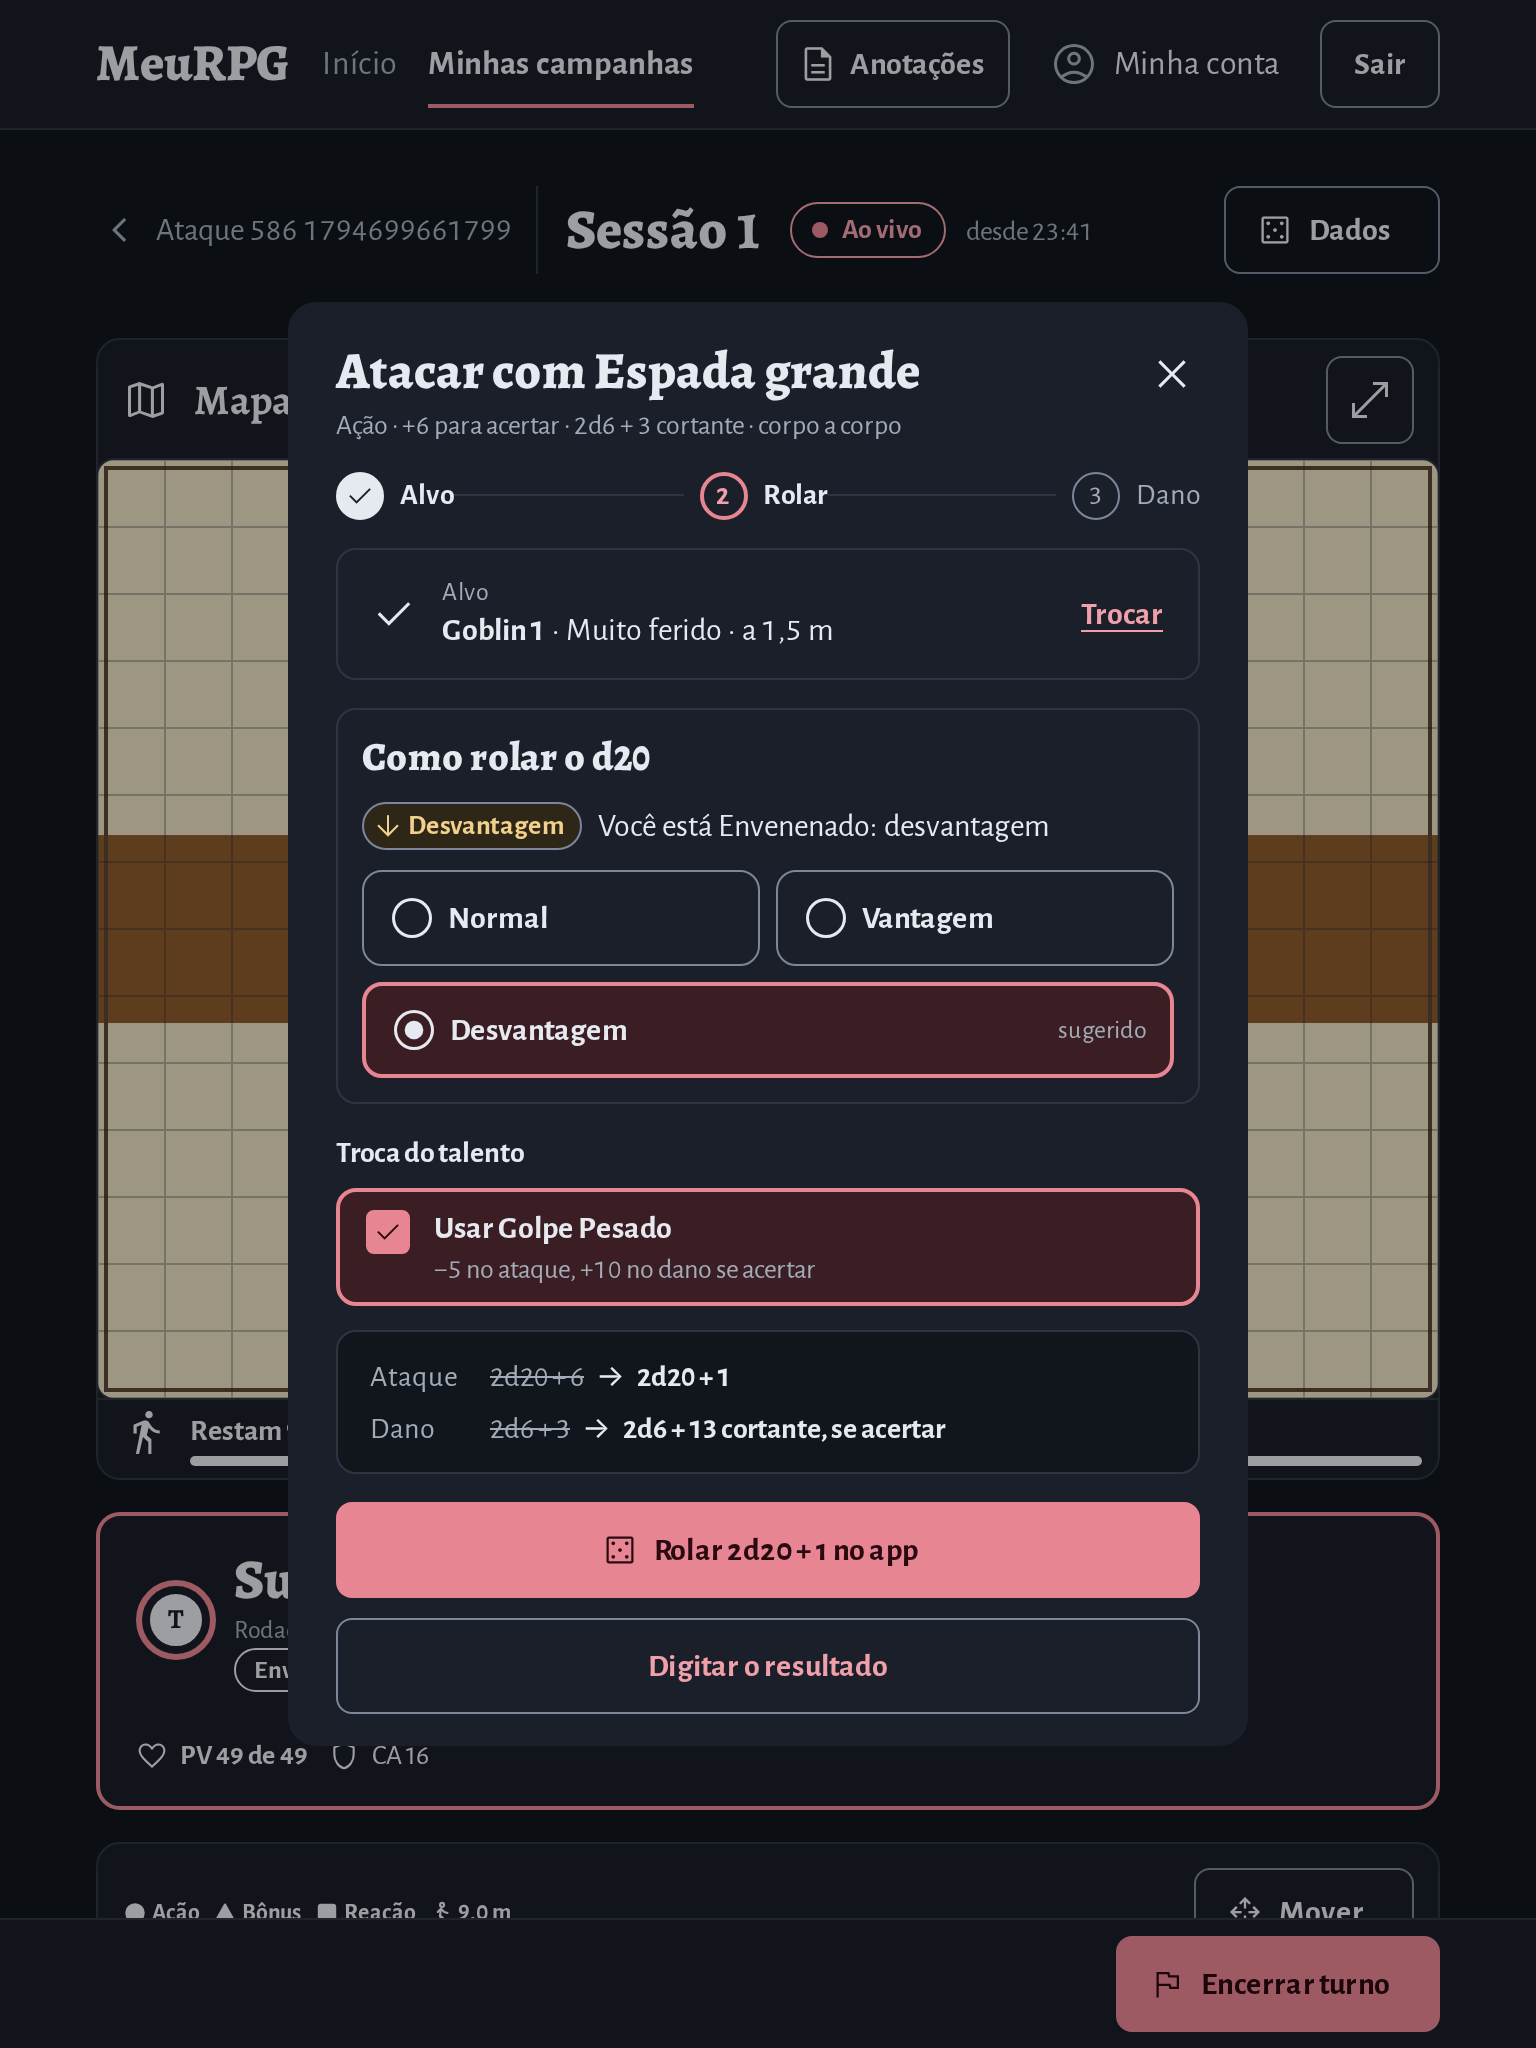 MeuRPG Início Minhas campanhas Anotações Minha conta Sair
Ataque 586 1794699661799 Sessão 1 Ao vivo desde 23:41 Dados
Mapa
Atacar com Espada grande
Ação · +6 para acertar · 2d6 + 3 cortante · corpo a corpo
Alvo 2 Rolar 3 Dano
Alvo
Goblin 1 · Muito ferido · a 1,5 m
Trocar
Como rolar o d20
Desvantagem Você está Envenenado: desvantagem
Normal Vantagem
Desvantagem sugerido
Troca do talento
Usar Golpe Pesado
−5 no ataque, +10 no dano se acertar
Ataque 2d20 + 6 → 2d20 + 1
Dano 2d6 + 3 → 2d6 + 13 cortante, se acertar
Restam
Rolar 2d20 + 1 no app
T
Digitar o resultado
PV 49 de 49 CA 16
Ação Bônus Reação 9,0 m Mover
Encerrar turno